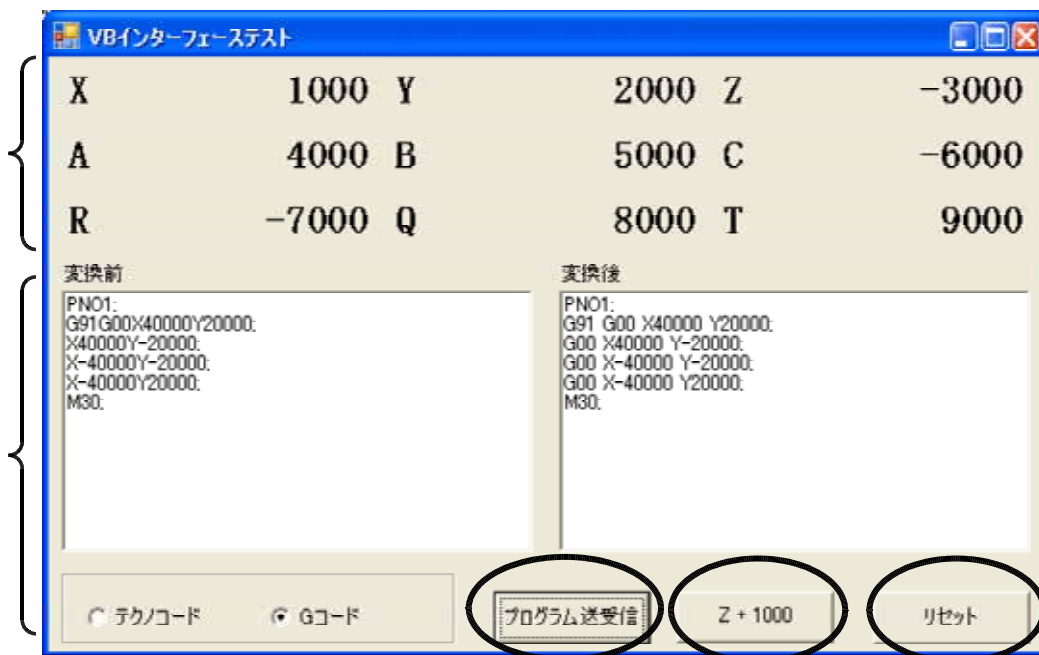 VBインターフェーステスト
X 1000 Y 2000 Z -3000
A 4000 B 5000 C -6000
R -7000 Q 8000 T 9000
変換前
PNO1;
G91G00X40000Y20000;
X40000Y-20000;
X-40000Y-20000;
X-40000Y20000;
M30;
変換後
PNO1;
G91 G00 X40000 Y20000;
G00 X40000 Y-20000;
G00 X-40000 Y-20000;
G00 X-40000 Y20000;
M30;
テクノコード Gコード プログラム送受信 Z + 1000 リセット